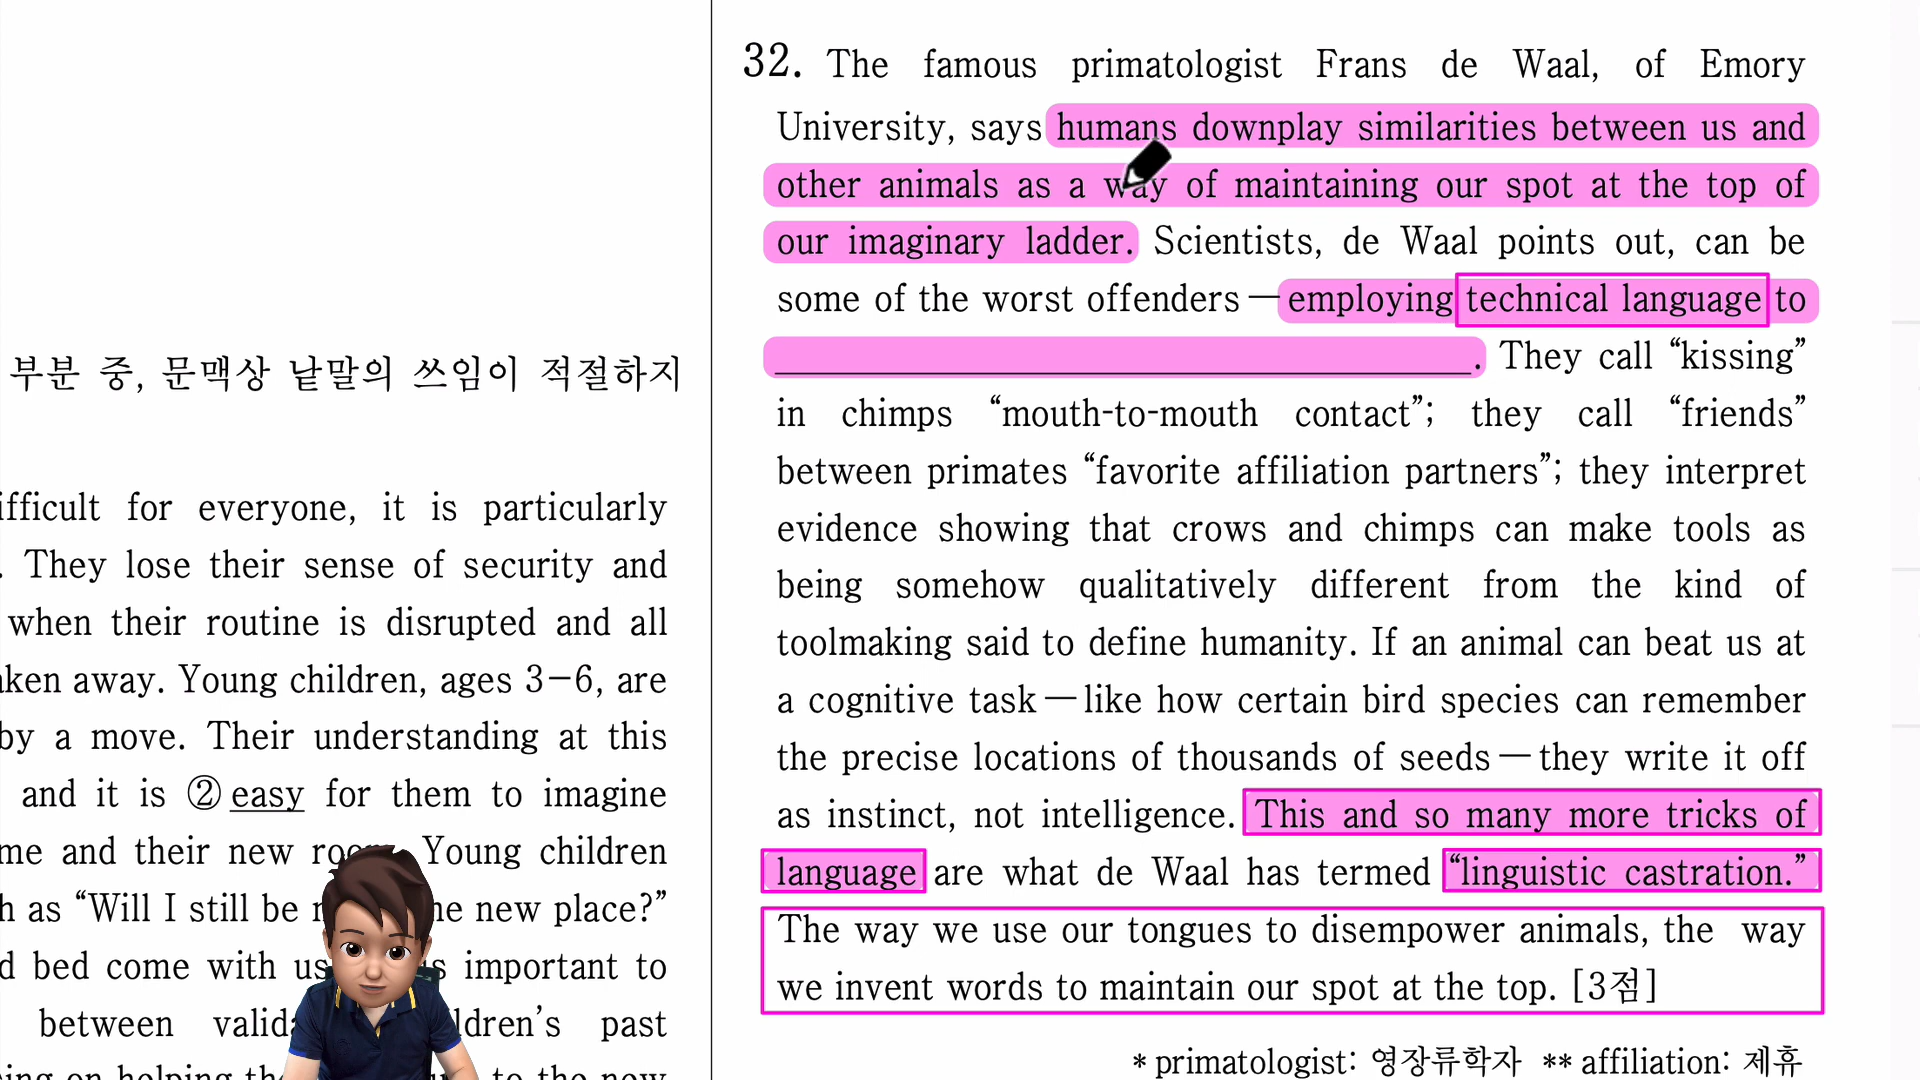 부분 중, 문맥상 낱말의 쓰임이 적절하지
difficult for everyone, it is particularly
. They lose their sense of security and
when their routine is disrupted and all
taken away. Young children, ages 3-6, are
by a move. Their understanding at this
and it is ② easy for them to imagine
me and their new Young children
as “Will I still be new place?”
bed come with us important to
between past
on helping to the new
32. The famous primatologist Frans de Waal, of Emory
University, says humans downplay similarities between us and
other animals as a way of maintaining our spot at the top of
our imaginary ladder. Scientists, de Waal points out, can be
some of the worst offenders—employing technical language to
____________________. They call “kissing”
in chimps “mouth-to-mouth contact”; they call “friends”
between primates “favorite affiliation partners”; they interpret
evidence showing that crows and chimps can make tools as
being somehow qualitatively different from the kind of
toolmaking said to define humanity. If an animal can beat us at
a cognitive task—like how certain bird species can remember
the precise locations of thousands of seeds—they write it off
as instinct, not intelligence. This and so many more tricks of
language are what de Waal has termed “linguistic castration.”
The way we use our tongues to disempower animals, the way
we invent words to maintain our spot at the top. [3점]
* primatologist: 영장류학자 ** affiliation: 제휴